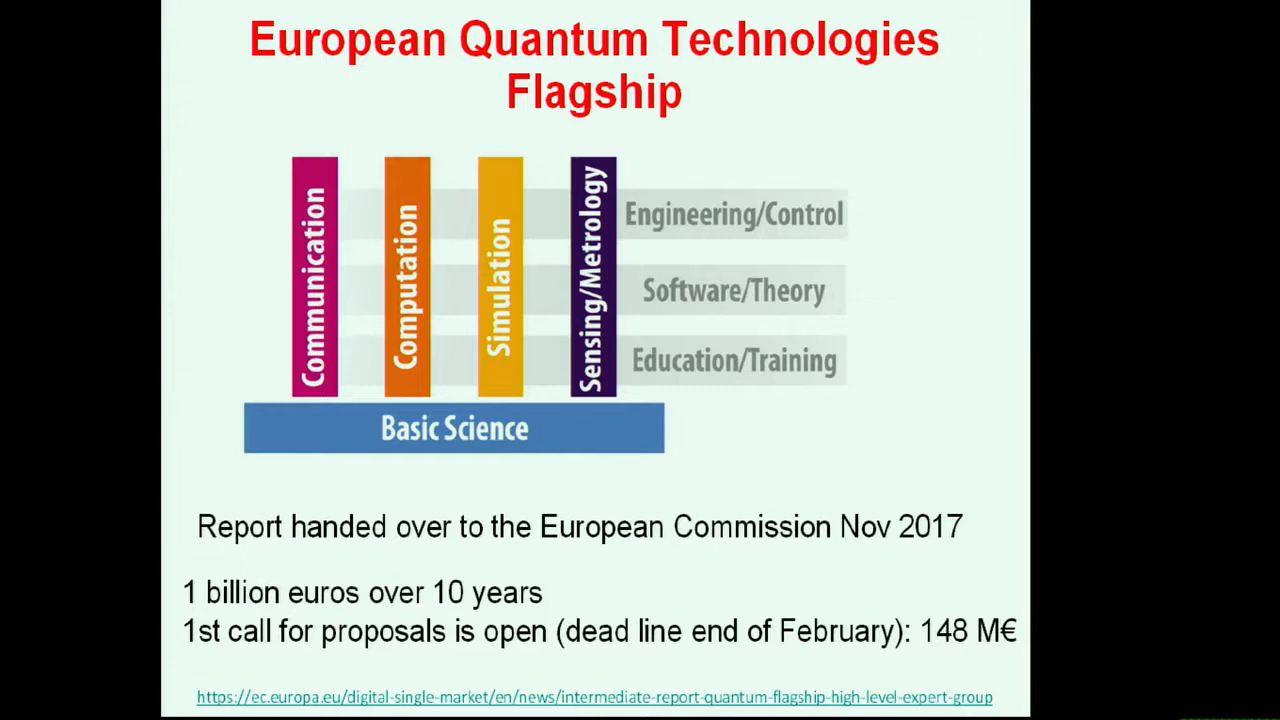 European Quantum Technologies
Flagship
Communication
Computation
Simulation
Sensing/Metrology
Engineering/Control
Software/Theory
Education/Training
Basic Science
Report handed over to the European Commission Nov 2017
1 billion euros over 10 years
1st call for proposals is open (dead line end of February): 148 M€
https://ec.europa.eu/digital-single-market/en/news/intermediate-report-quantum-flagship-high-level-expert-group